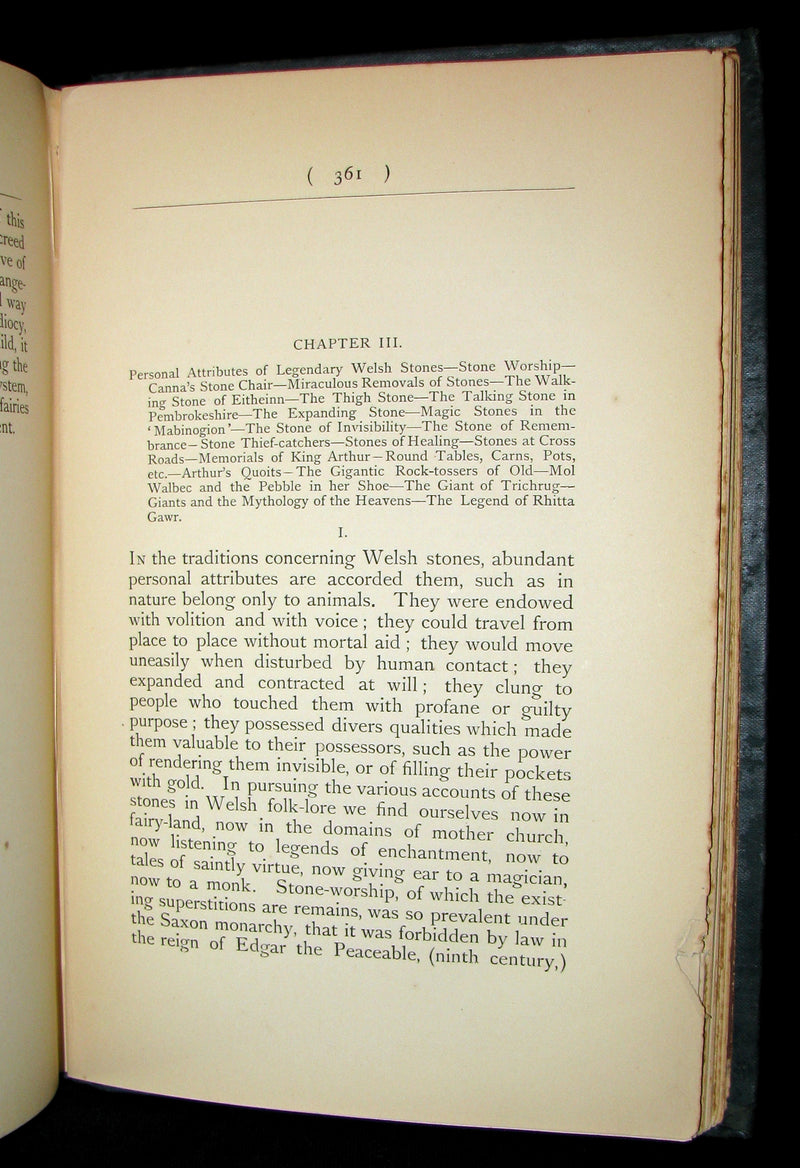 this
creed
ve of
ange-
way
liocy,
ild, it
g the
stem,
fairies
nt.
( 361 )
CHAPTER III.
Personal Attributes of Legendary Welsh Stones—Stone Worship—
Canna's Stone Chair—Miraculous Removals of Stones—The Walk-
ing Stone of Eitheinn—The Thigh Stone—The Talking Stone in
Pembrokeshire—The Expanding Stone—Magic Stones in the
‘Mabinogion’—The Stone of Invisibility—The Stone of Remem-
brance—Stone Thief-catchers—Stones of Healing—Stones at Cross
Roads—Memorials of King Arthur—Round Tables, Carns, Pots,
etc.—Arthur's Quoits—The Gigantic Rock-tossers of Old—Mol
Walbec and the Pebble in her Shoe—The Giant of Trichrug—
Giants and the Mythology of the Heavens—The Legend of Rhitta
Gawr.
I.
In the traditions concerning Welsh stones, abundant
personal attributes are accorded them, such as in
nature belong only to animals. They were endowed
with volition and with voice; they could travel from
place to place without mortal aid; they would move
uneasily when disturbed by human contact; they
expanded and contracted at will; they clung to
people who touched them with profane or guilty
purpose; they possessed divers qualities which made
them valuable to their possessors, such as the power
of rendering them invisible, or of filling their pockets
with gold. In pursuing the various accounts of these
stones in Welsh folk-lore we find ourselves now in
fairy-land, now in the domains of mother church,
now listening to legends of enchantment, now to
tales of saintly virtue, now giving ear to a magician,
now to a monk. Stone-worship, of which the exist-
ing superstitions are remains, was so prevalent under
the Saxon monarchy, that it was forbidden by law in
the reign of Edgar the Peaceable, (ninth century,)